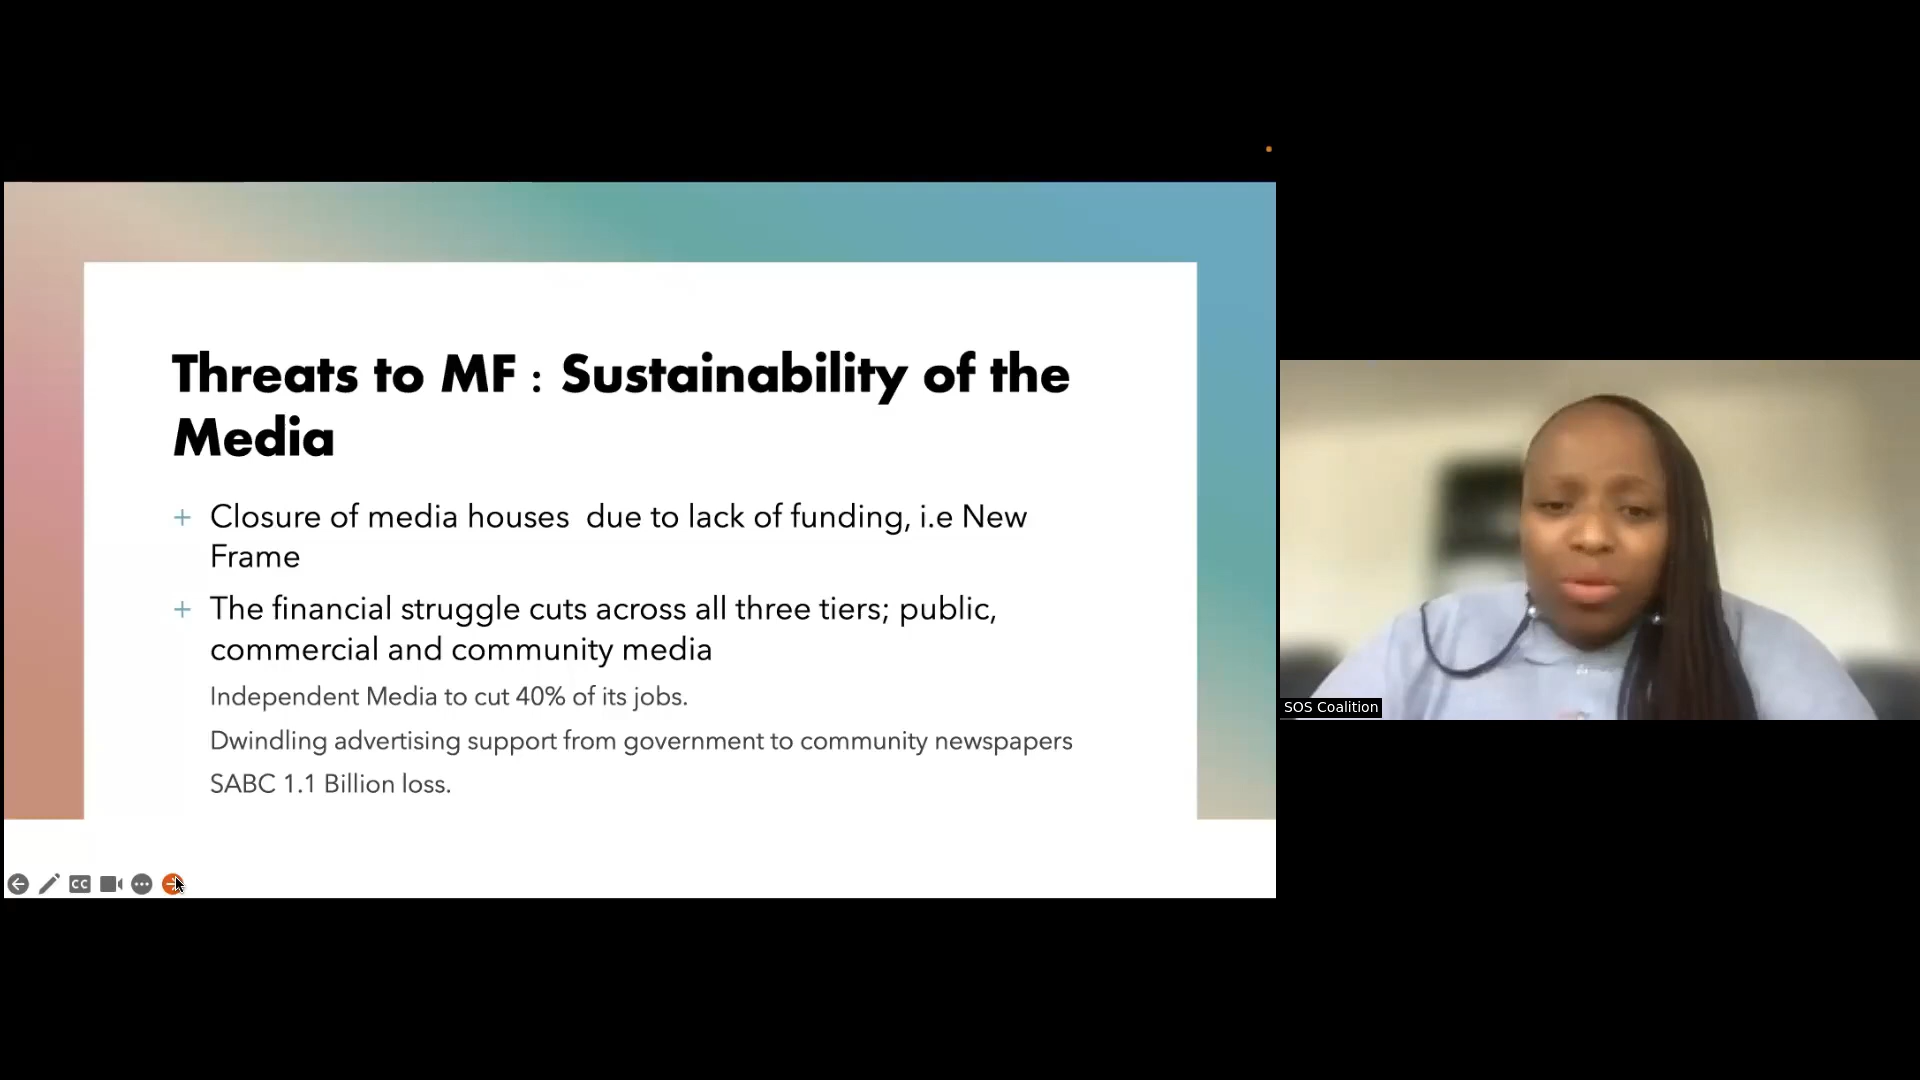 Threats to MF : Sustainability of the
Media
+ Closure of media houses  due to lack of funding, i.e New
Frame
+ The financial struggle cuts across all three tiers; public,
commercial and community media
Independent Media to cut 40% of its jobs.
Dwindling advertising support from government to community newspapers
SABC 1.1 Billion loss.
CC
SOS Coalition